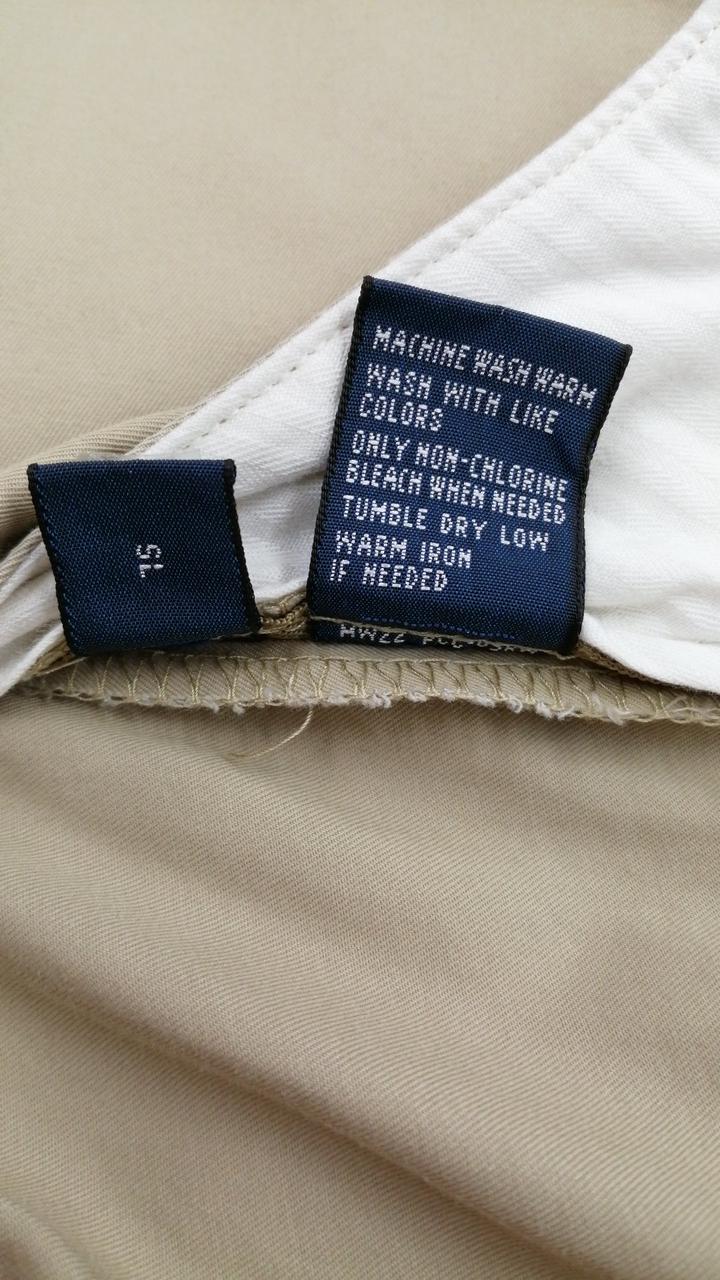 MACHINE WASH WARM
WASH WITH LIKE
COLORS
ONLY NON-CHLORINE
BLEACH WHEN NEEDED
TUMBLE DRY LOW
WARM IRON
IF NEEDED